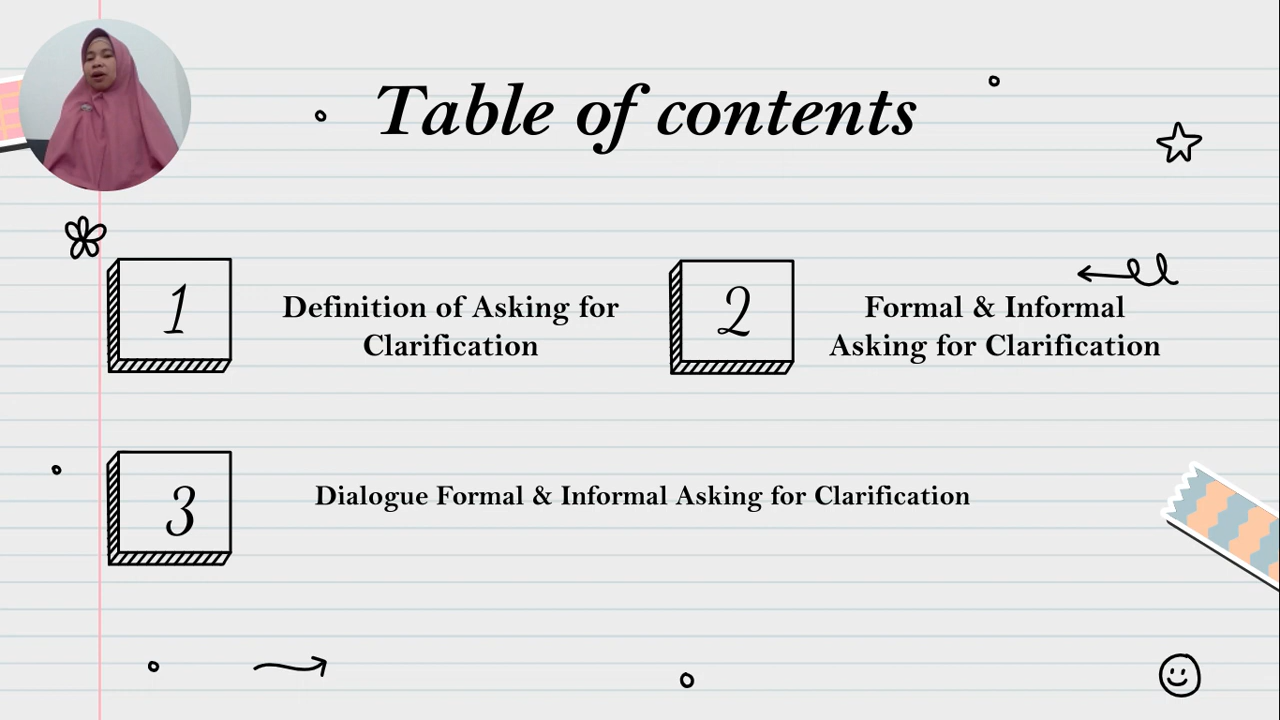 Table of contents
1
Definition of Asking for
Clarification
2
Formal & Informal
Asking for Clarification
3
Dialogue Formal & Informal Asking for Clarification